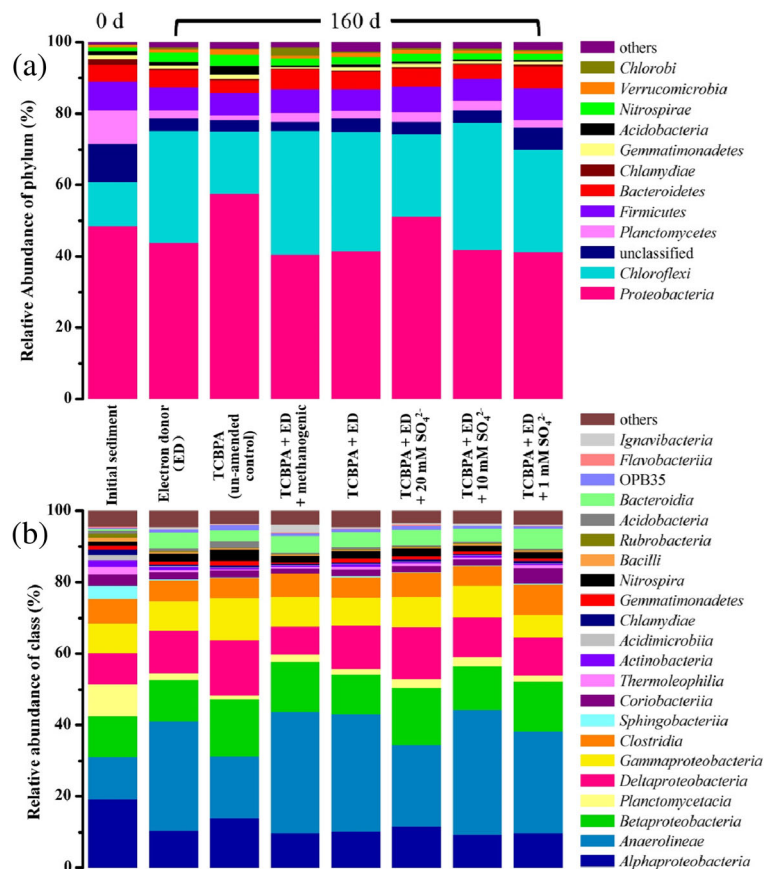 0 d
160 d
(a)
Relative Abundance of phylum (%)
100
80
60
40
20
0
others
Chlorobi
Verrucomicrobia
Nitrospirae
Acidobacteria
Gemmatimonadetes
Chlamydiae
Bacteroidetes
Firmicutes
Planctomycetes
unclassified
Chloroflexi
Proteobacteria
Initial sediment
Electron donor
(ED)
TCBPA
(un-amended
control)
TCBPA + ED
+ methanogenic
TCBPA + ED
TCBPA + ED
+ 20 mM SO₄²⁻
TCBPA + ED
+ 10 mM SO₄²⁻
TCBPA + ED
+ 1 mM SO₄²⁻
(b)
Relative abundance of class (%)
100
80
60
40
20
0
others
Ignavibacteria
Flavobacteriia
OPB35
Bacteroidia
Acidobacteria
Rubrobacteria
Bacilli
Nitrospira
Gemmatimonadetes
Chlamydiae
Acidimicrobiia
Actinobacteria
Thermoleophilia
Coriobacteriia
Sphingobacteriia
Clostridia
Gammaproteobacteria
Deltaproteobacteria
Planctomycetacia
Betaproteobacteria
Anaerolineae
Alphaproteobacteria